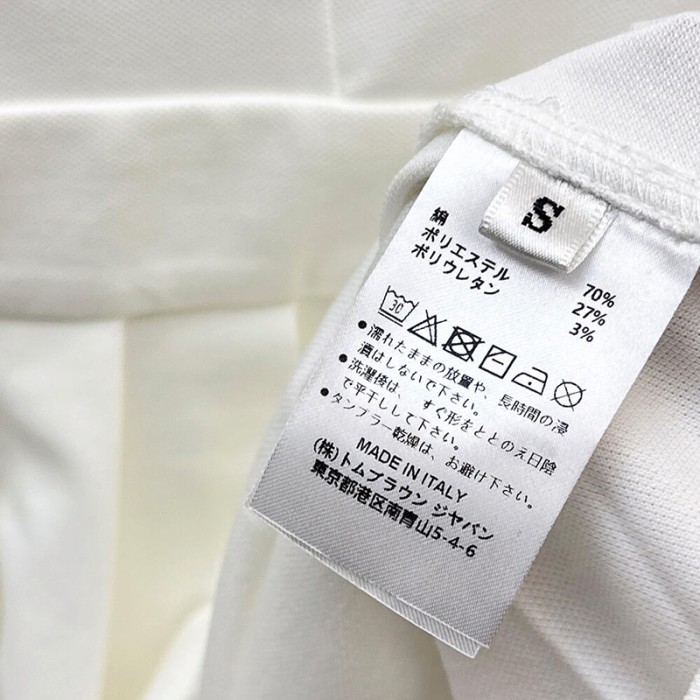 S
綿 70%
ポリエステル 27%
ポリウレタン 3%
30
●濡れたままの放置や、長時間の浸
漬はしないで下さい。
●洗濯後は、すぐ形をととのえ日陰
で平干しして下さい。
●タンブラー乾燥は、お避け下さい。
MADE IN ITALY
(株)トムブラウン ジャパン
東京都港区南青山5-4-6